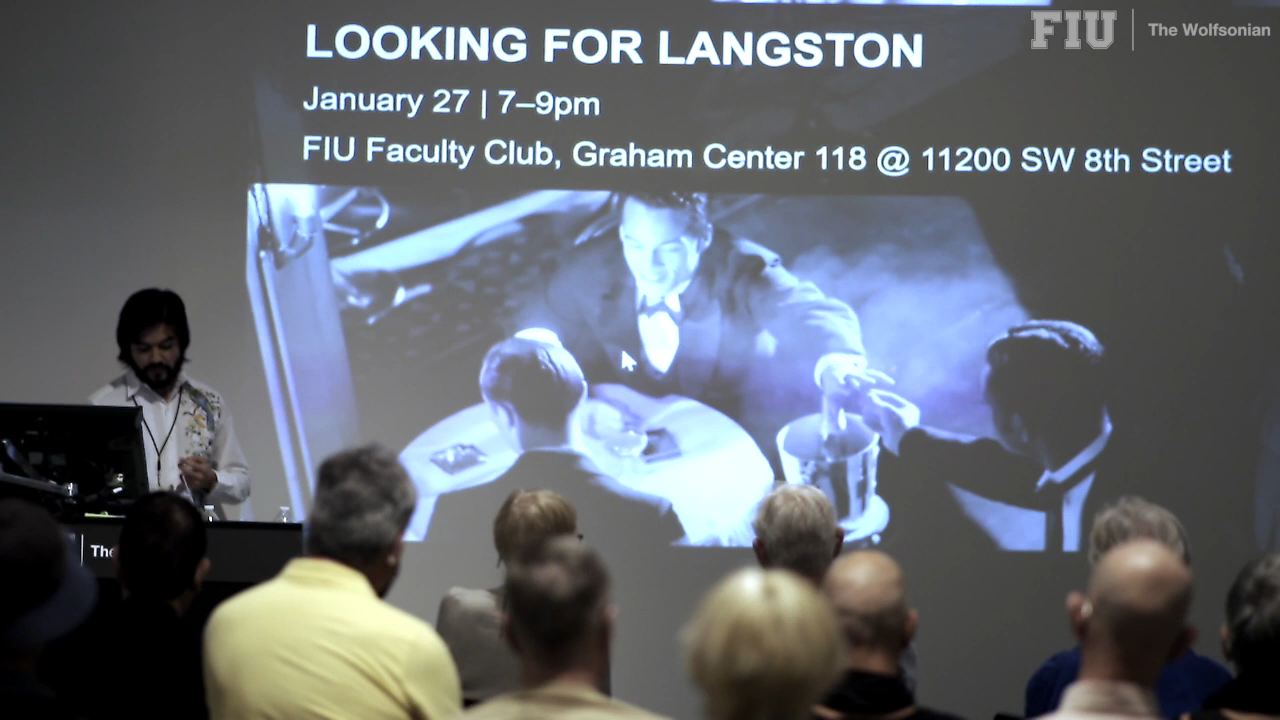 FIU | The Wolfsonian
LOOKING FOR LANGSTON
January 27 | 7–9pm
FIU Faculty Club, Graham Center 118 @ 11200 SW 8th Street